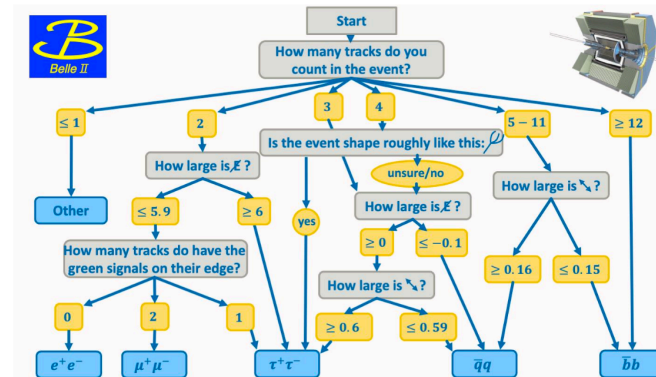 Start
B
Belle II
How many tracks do you
count in the event?
≤ 1
2
3
4
5 − 11
≥ 12
Is the event shape roughly like this:
How large is E̸ ?
unsure/no
How large is ⤡ ?
Other
≤ 5.9
≥ 6
yes
How large is E̸ ?
How many tracks do have the
green signals on their edge?
≥ 0
≤ −0.1
≥ 0.16
≤ 0.15
How large is ⤡ ?
0
2
1
≥ 0.6
≤ 0.59
e⁺e⁻
μ⁺μ⁻
τ⁺τ⁻
q̅q
b̅b